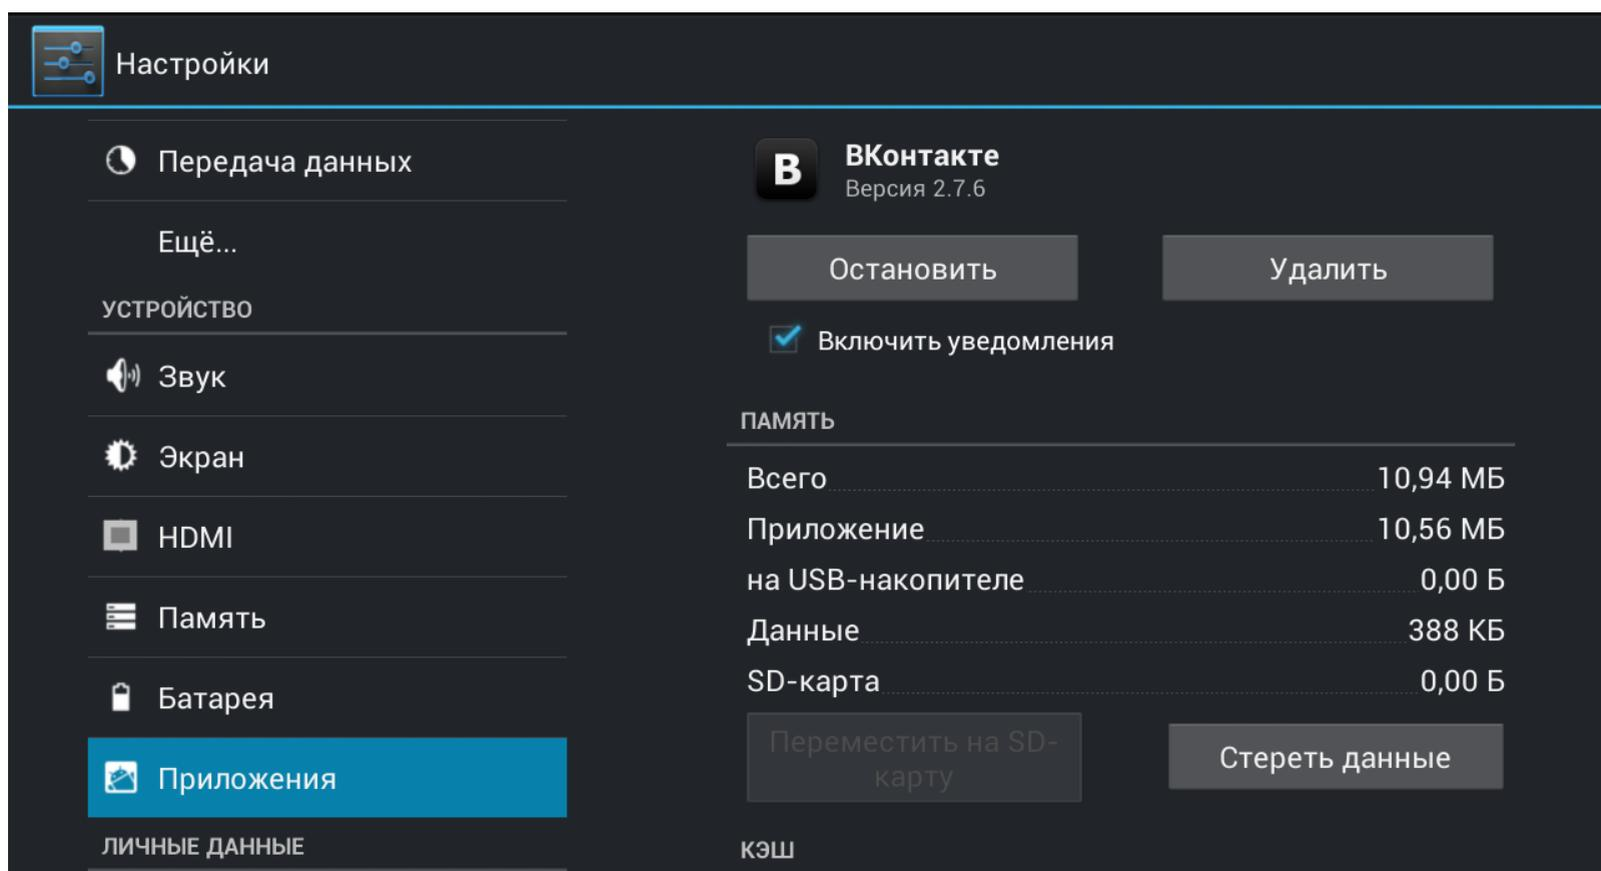 Настройки
Передача данных
Ещё...
УСТРОЙСТВО
Звук
Экран
HDMI
Память
Батарея
Приложения
ЛИЧНЫЕ ДАННЫЕ
B
ВКонтакте
Версия 2.7.6
Остановить
Удалить
Включить уведомления
ПАМЯТЬ
Всего 10,94 МБ
Приложение 10,56 МБ
на USB-накопителе 0,00 Б
Данные 388 КБ
SD-карта 0,00 Б
Переместить на SD-
карту
Стереть данные
КЭШ